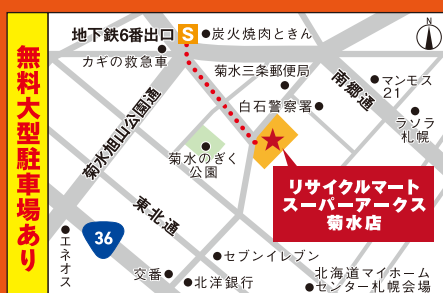 無料大型駐車場あり
地下鉄6番出口
S
炭火焼肉ときん
カギの救急車
N
菊水三条郵便局
南郷通
マンモス
21
白石警察署
ラソラ
札幌
菊水旭山公園通
菊水のぎく
公園
リサイクルマート
スーパーアークス
菊水店
東北通
36
エネオス
セブンイレブン
交番
北洋銀行
北海道マイホーム
センター札幌会場